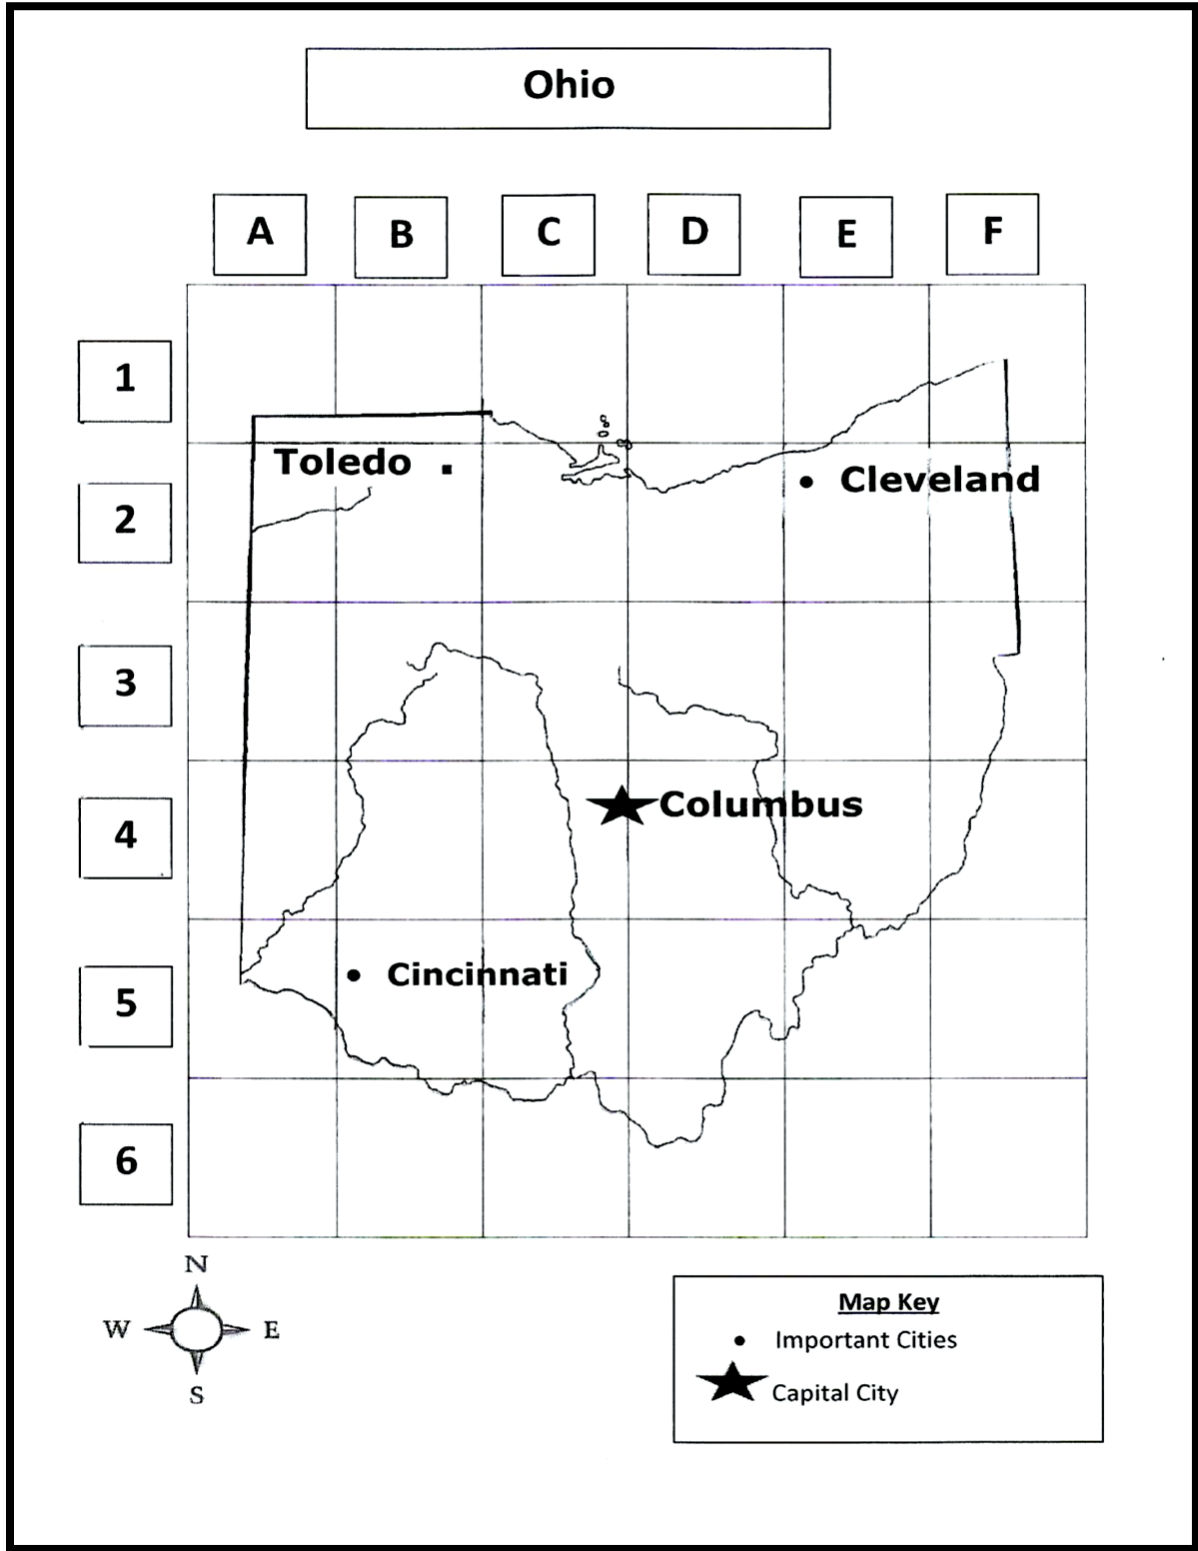 Ohio
A B C D E F
1
Toledo
Cleveland
2
3
Columbus
4
Cincinnati
5
6
N
W E
S
Map Key
Important Cities
Capital City